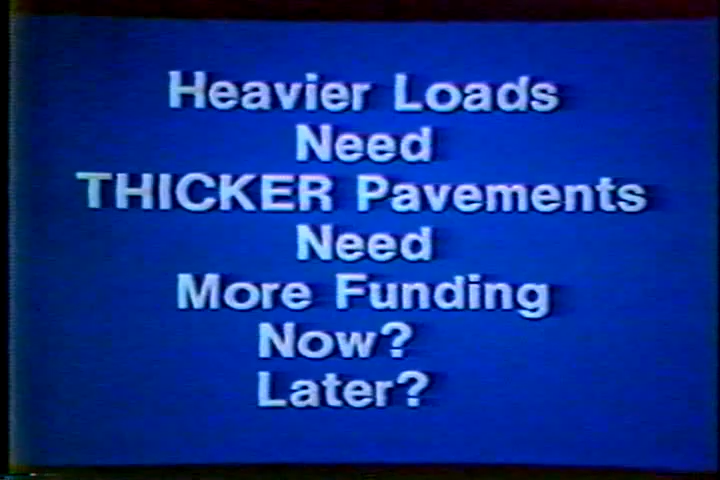 Heavier Loads
Need
THICKER Pavements
Need
More Funding
Now?
Later?